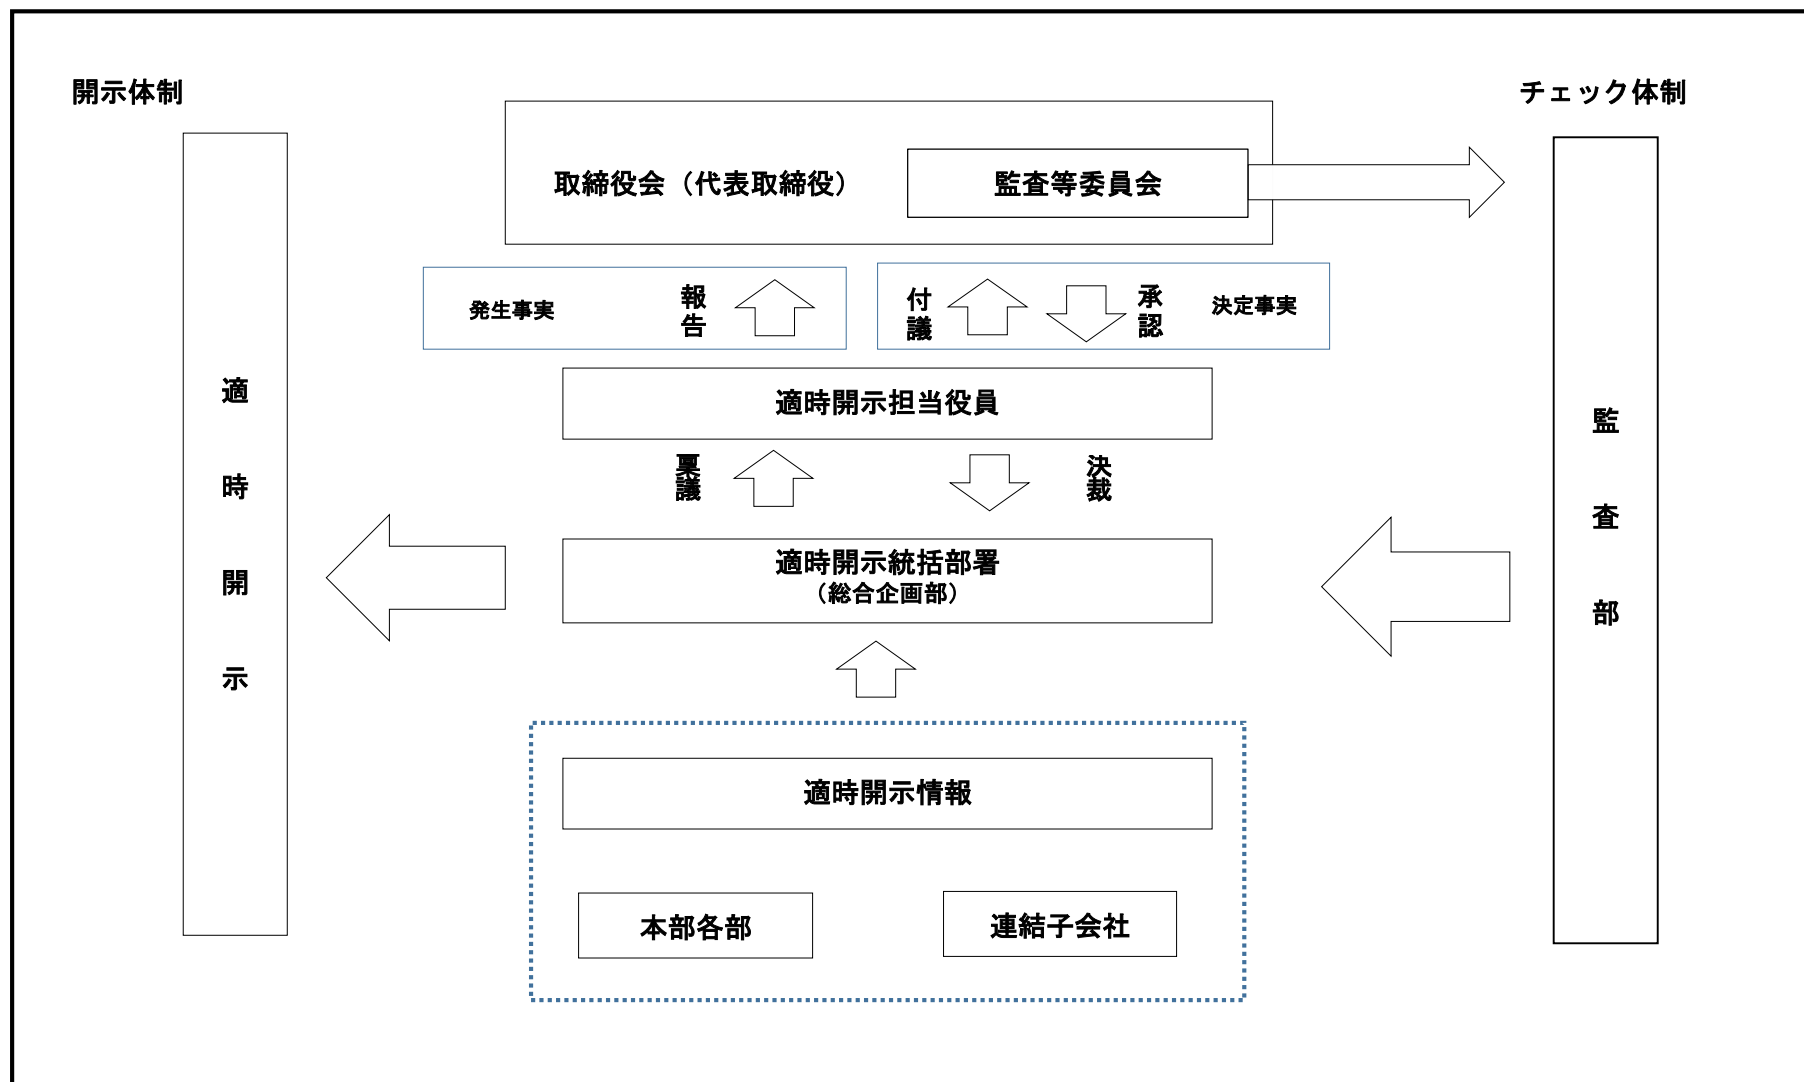 開示体制
チェック体制
取締役会（代表取締役）
監査等委員会
発生事実
報告
付議
承認
決定事実
適時開示担当役員
稟議
決裁
適時開示統括部署
（総合企画部）
適時開示
監査部
適時開示情報
本部各部
連結子会社